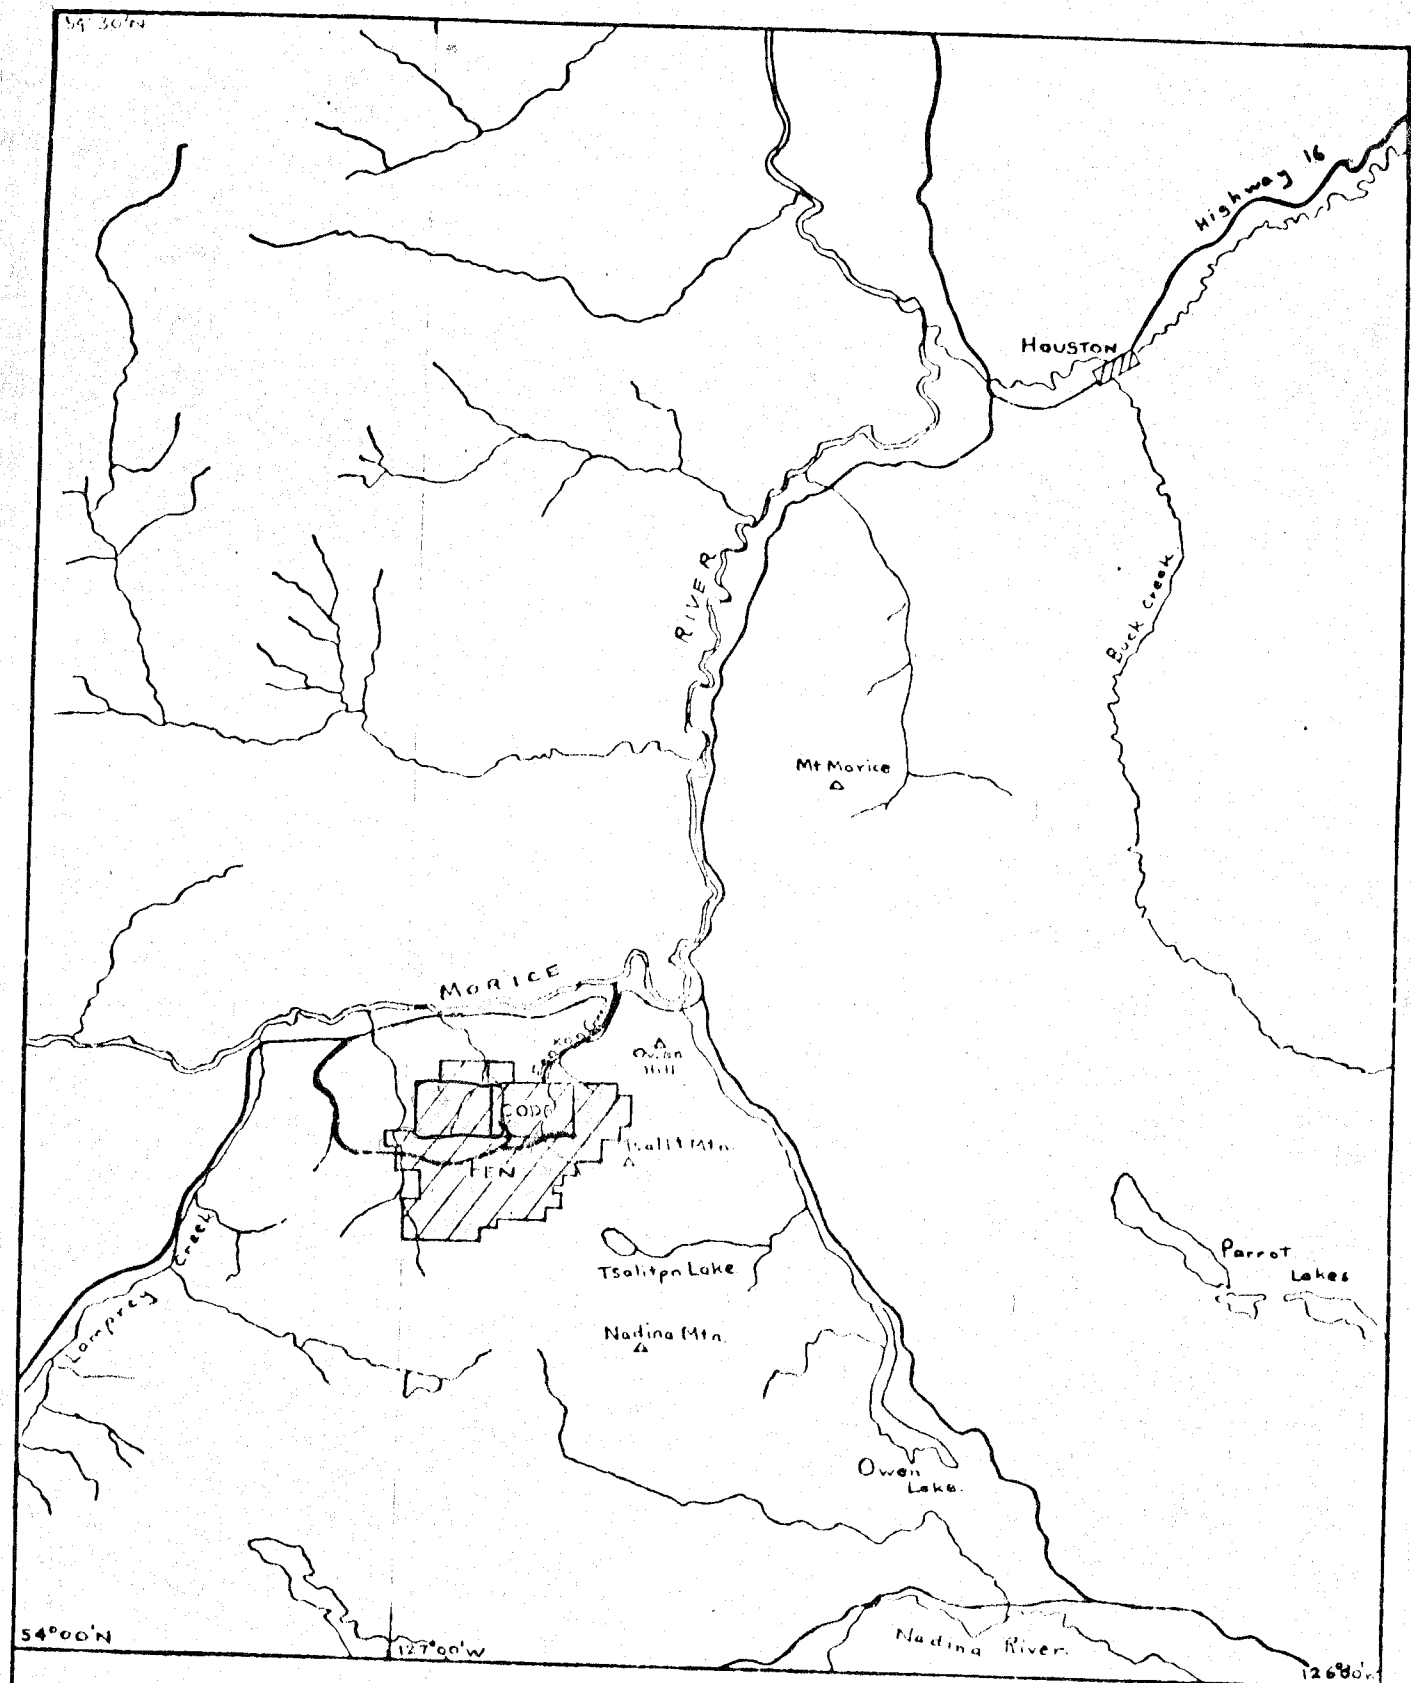 54°30'N
Highway 16
HOUSTON
RIVER
Buck Creek
Mt Morice
MORICE
Owen
Hill
CODE
Tsalit Mtn.
FEN
Tsalitpn Lake
Parrot
Lakes
Lamprey Creek
Nadina Mtn.
Owen
Lake.
54°00'N
127°00'W
Nadina River.